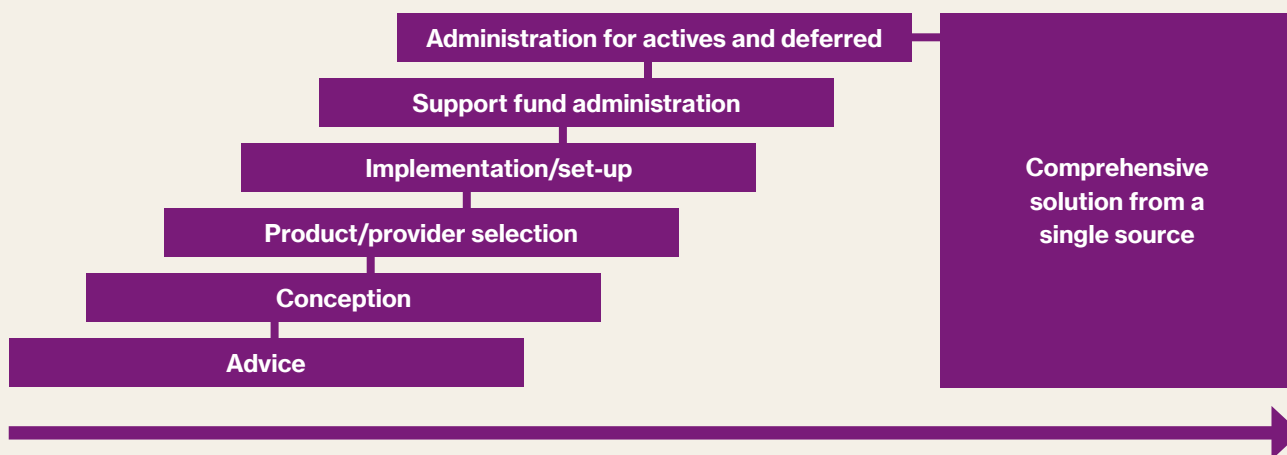 Administration for actives and deferred
Support fund administration
Implementation/set-up
Product/provider selection
Conception
Advice
Comprehensive
solution from a
single source